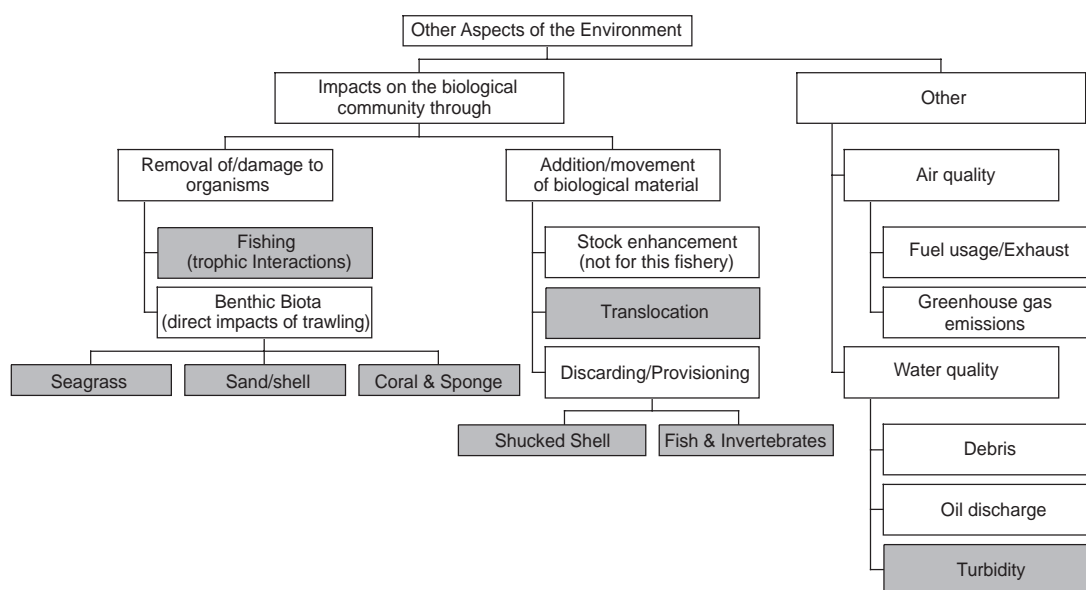 Other Aspects of the Environment
Impacts on the biological
community through
Other
Removal of/damage to
organisms
Addition/movement
of biological material
Air quality
Fishing
(trophic Interactions)
Stock enhancement
(not for this fishery)
Fuel usage/Exhaust
Benthic Biota
(direct impacts of trawling)
Translocation
Greenhouse gas
emissions
Seagrass
Sand/shell
Coral & Sponge
Discarding/Provisioning
Water quality
Shucked Shell
Fish & Invertebrates
Debris
Oil discharge
Turbidity